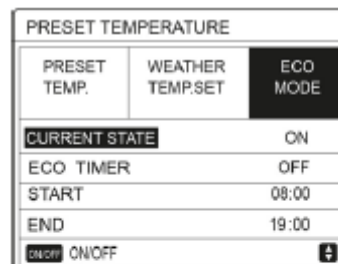 PRESET TEMPERATURE
PRESET TEMP.
WEATHER TEMP.SET
ECO MODE
CURRENT STATE ON
ECO TIMER OFF
START 08:00
END 19:00
ON/OFF ON/OFF